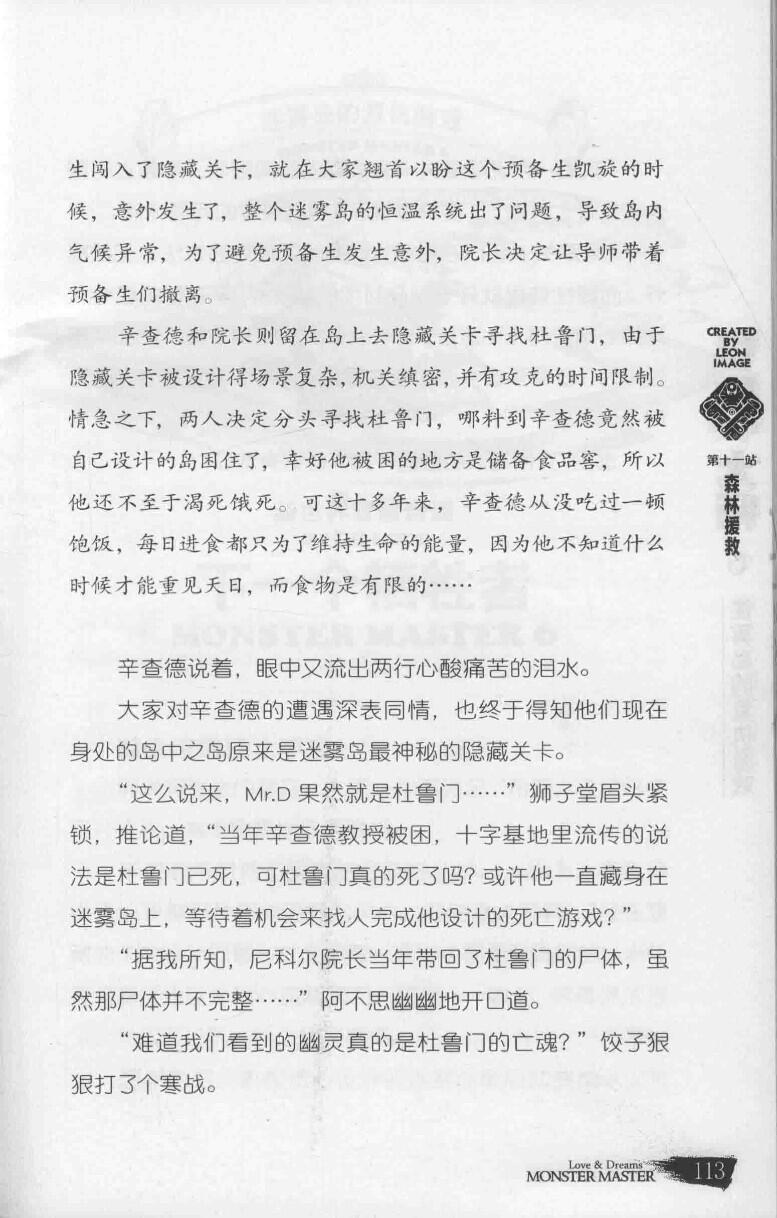 生闯入了隐藏关卡，就在大家翘首以盼这个预备生凯旋的时
候，意外发生了，整个迷雾岛的恒温系统出了问题，导致岛内
气候异常，为了避免预备生发生意外，院长决定让导师带着
预备生们撤离。
辛查德和院长则留在岛上去隐藏关卡寻找杜鲁门，由于
隐藏关卡被设计得场景复杂，机关缜密，并有攻克的时间限制。
情急之下，两人决定分头寻找杜鲁门，哪料到辛查德竟然被
自己设计的岛困住了，幸好他被困的地方是储备食品窖，所以
他还不至于渴死饿死。可这十多年来，辛查德从没吃过一顿
饱饭，每日进食都只为了维持生命的能量，因为他不知道什么
时候才能重见天日，而食物是有限的……
辛查德说着，眼中又流出两行心酸痛苦的泪水。
大家对辛查德的遭遇深表同情，也终于得知他们现在
身处的岛中之岛原来是迷雾岛最神秘的隐藏关卡。
“这么说来，Mr.D 果然就是杜鲁门……”狮子堂眉头紧
锁，推论道，“当年辛查德教授被困，十字基地里流传的说
法是杜鲁门已死，可杜鲁门真的死了吗？或许他一直藏身在
迷雾岛上，等待着机会来找人完成他设计的死亡游戏？”
“据我所知，尼科尔院长当年带回了杜鲁门的尸体，虽
然那尸体并不完整……”阿不思幽幽地开口道。
“难道我们看到的幽灵真的是杜鲁门的亡魂？”饺子狠
狠打了个寒战。
CREATED
BY
LEON
IMAGE
第十一站
森林援救
Love & Dreams
MONSTER MASTER
113